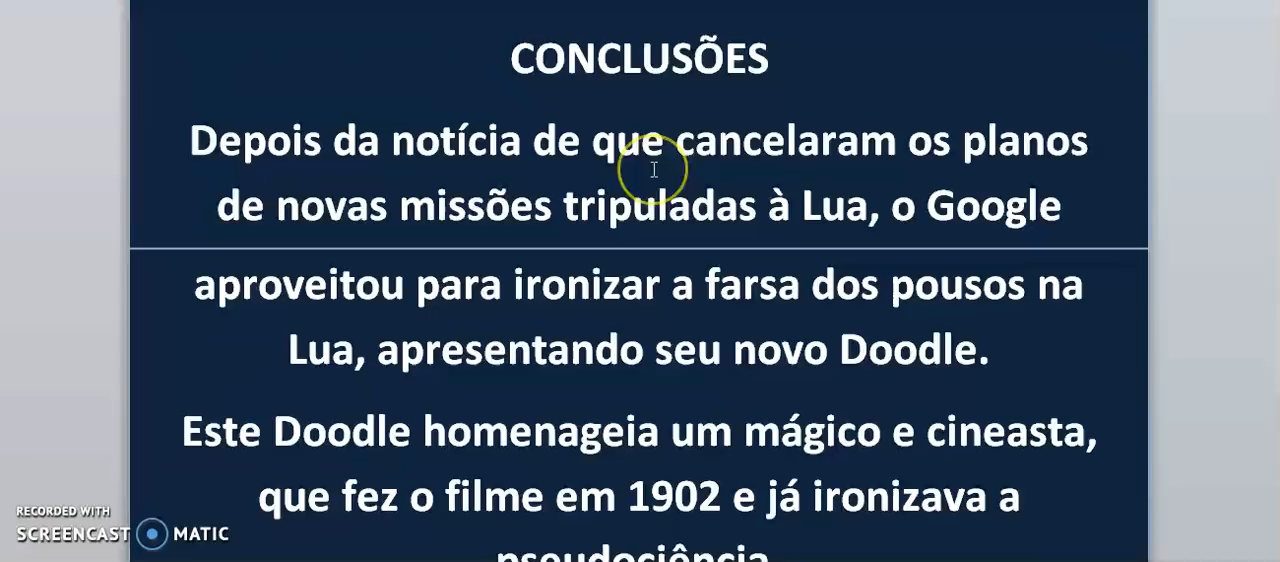 CONCLUSÕES
Depois da notícia de que cancelaram os planos
de novas missões tripuladas à Lua, o Google
aproveitou para ironizar a farsa dos pousos na
Lua, apresentando seu novo Doodle.
Este Doodle homenageia um mágico e cineasta,
que fez o filme em 1902 e já ironizava a
pseudociência
RECORDED WITH
SCREENCAST MATIC